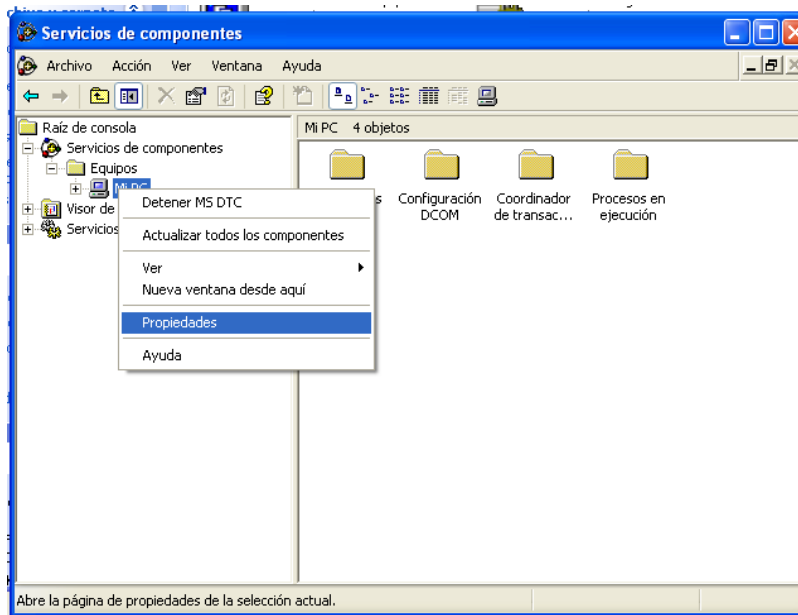 Servicios de componentes
Archivo Acción Ver Ventana Ayuda
Raíz de consola
Servicios de componentes
Equipos
Mi PC
Visor de
Servicios
Mi PC 4 objetos
Configuración DCOM
Coordinador de transac...
Procesos en ejecución
Detener MS DTC
Actualizar todos los componentes
Ver
Nueva ventana desde aquí
Propiedades
Ayuda
Abre la página de propiedades de la selección actual.